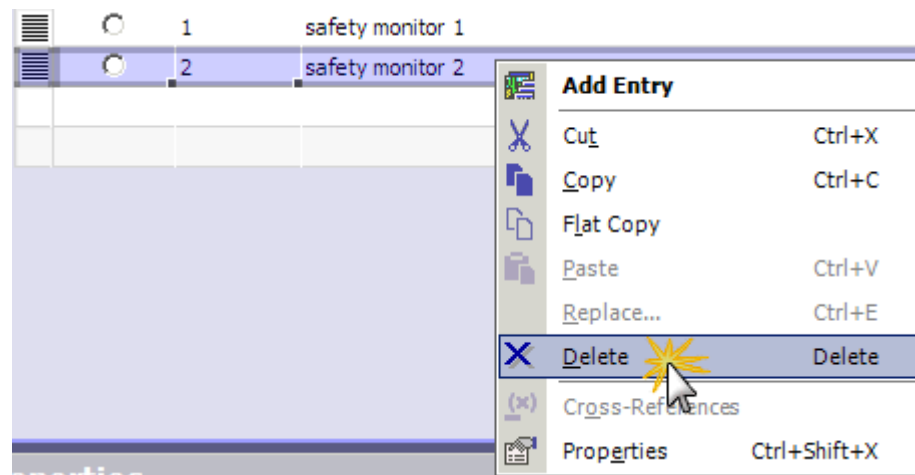 1 safety monitor 1
2 safety monitor 2
Add Entry
Cut Ctrl+X
Copy Ctrl+C
Flat Copy
Paste Ctrl+V
Replace... Ctrl+E
Delete Delete
Cross-References
Properties Ctrl+Shift+X